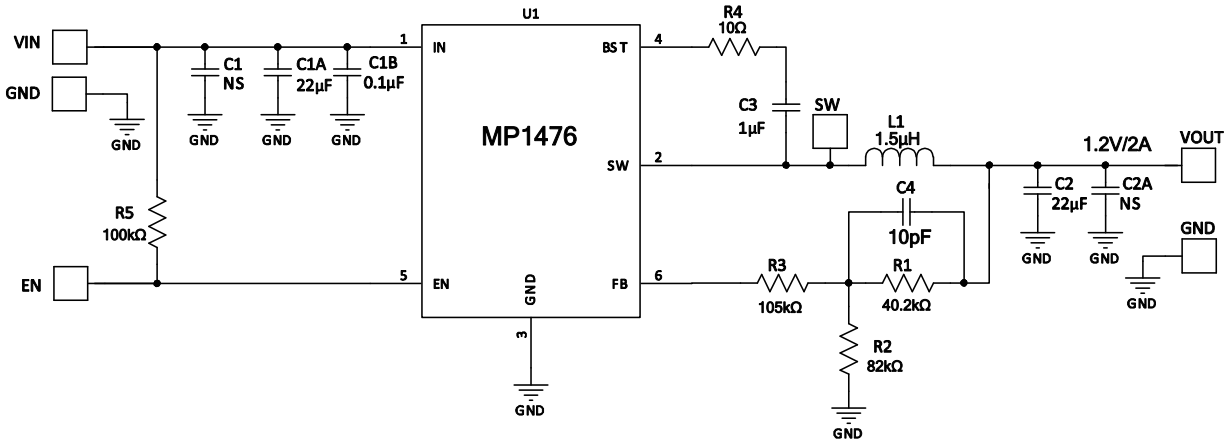 U1
VIN
GND
GND
1
IN
C1
NS
GND
C1A
22μF
GND
C1B
0.1μF
GND
R5
100kΩ
EN
5
EN
MP1476
GND
3
GND
BST
4
R4
10Ω
C3
1μF
SW
SW
2
L1
1.5μH
1.2V/2A
VOUT
C2
22μF
GND
C2A
NS
GND
GND
GND
C4
10pF
FB
6
R3
105kΩ
R1
40.2kΩ
R2
82kΩ
GND